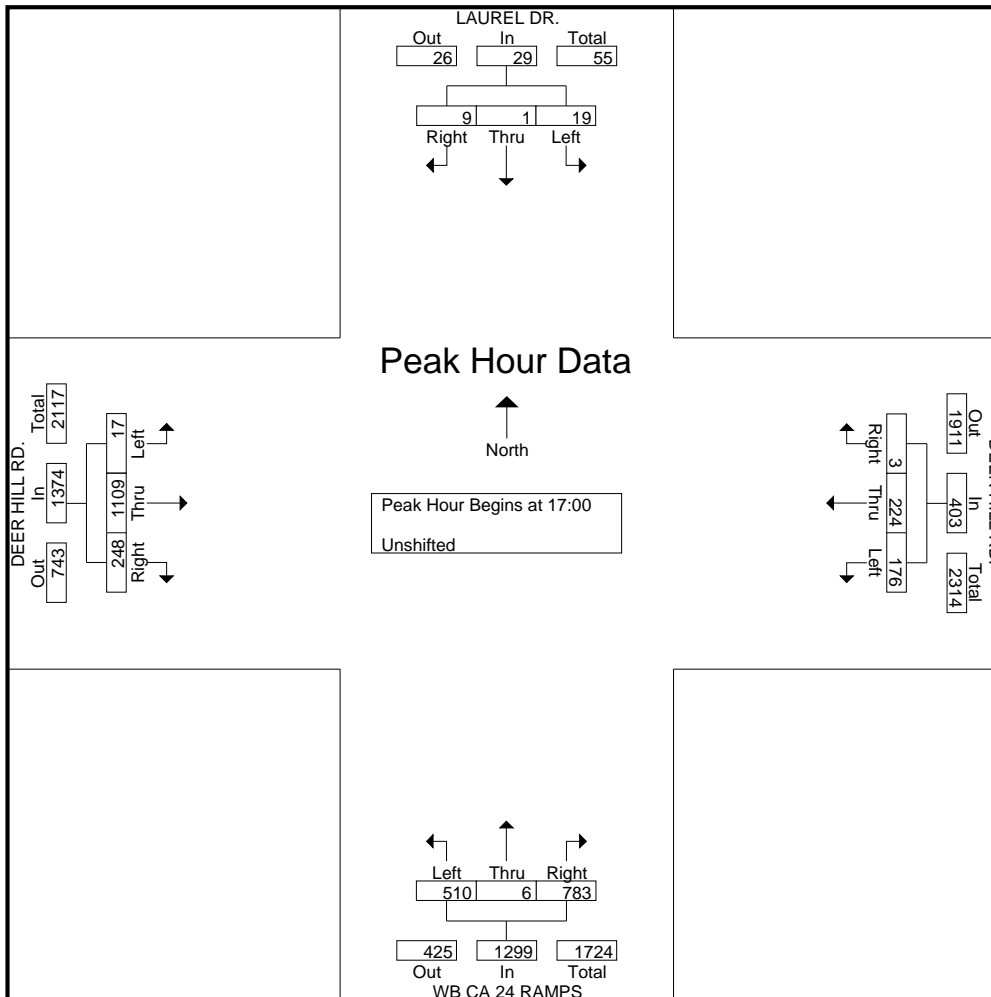 LAUREL DR.
Out In Total
26 29 55
9 1 19
Right Thru Left
Peak Hour Data
North
Peak Hour Begins at 17:00
Unshifted
DEER HILL RD.
Total In Out
2117 1374 743
17 1109 248
Left Thru Right
Out In Total
1911 403 2314
3 224 176
Right Thru Left
Left Thru Right
510 6 783
425 1299 1724
Out In Total
WB CA 24 RAMPS